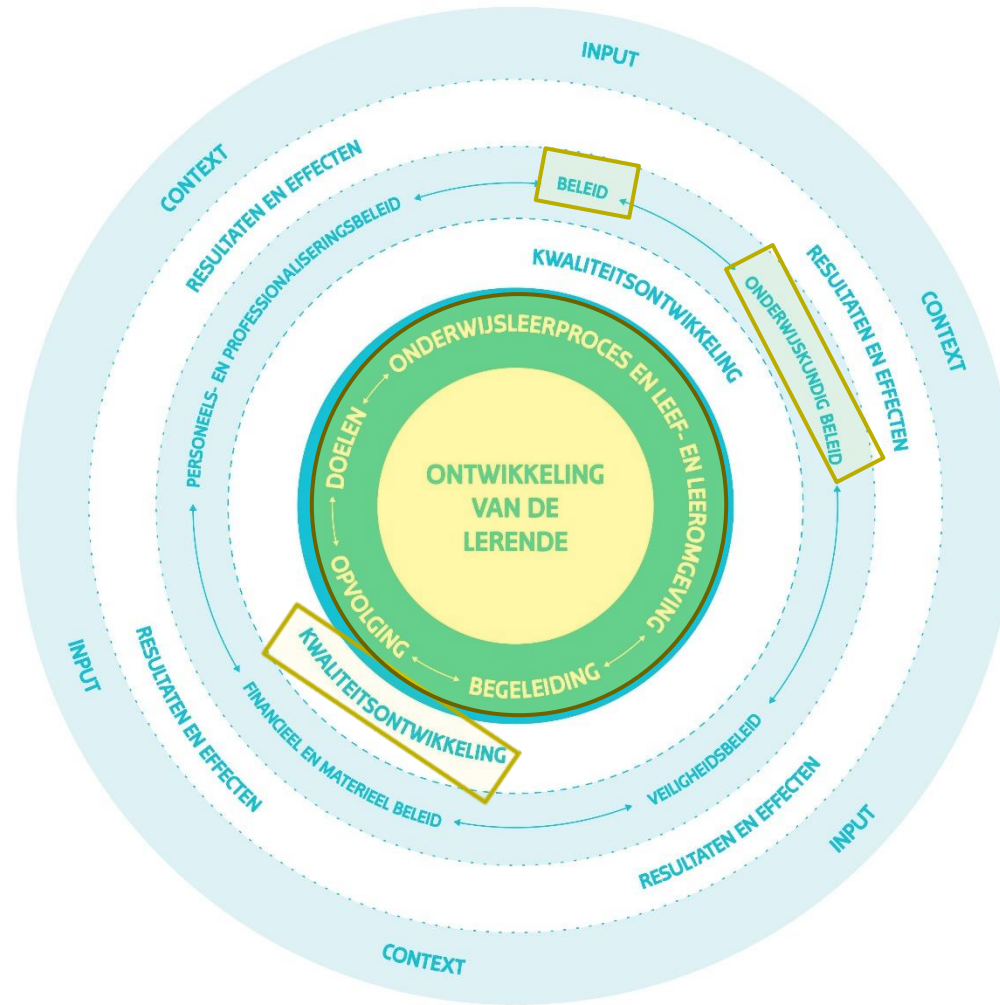 INPUT
CONTEXT
RESULTATEN EN EFFECTEN
BELEID
PERSONEELS- EN PROFESSIONALISERINGSBELEID
KWALITEITSONTWIKKELING
ONDERWIJSKUNDIG BELEID
RESULTATEN EN EFFECTEN
CONTEXT
ONDERWIJSLEERPROCES EN LEEF- EN LEEROMGEVING
DOELEN
ONTWIKKELING
VAN DE
LERENDE
OPVOLGING
BEGELEIDING
KWALITEITSONTWIKKELING
INPUT
RESULTATEN EN EFFECTEN
FINANCIEEL EN MATERIEEL BELEID
VEILIGHEIDSBELEID
RESULTATEN EN EFFECTEN
INPUT
CONTEXT